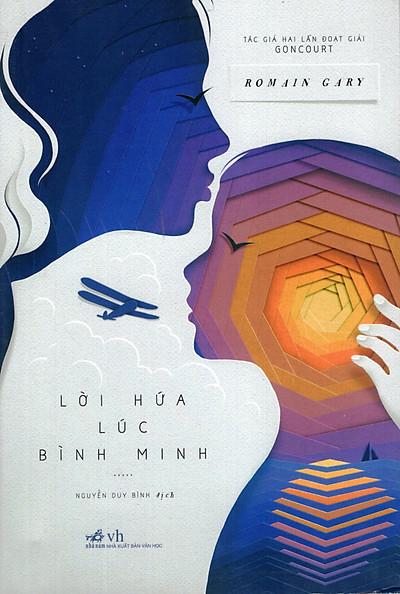 TÁC GIẢ HAI LẦN ĐOẠT GIẢI
GONCOURT
ROMAIN GARY
LỜI HỨA
LÚC
BÌNH MINH
.....
NGUYỄN DUY BÌNH dịch
vh
nhã nam NHÀ XUẤT BẢN VĂN HỌC